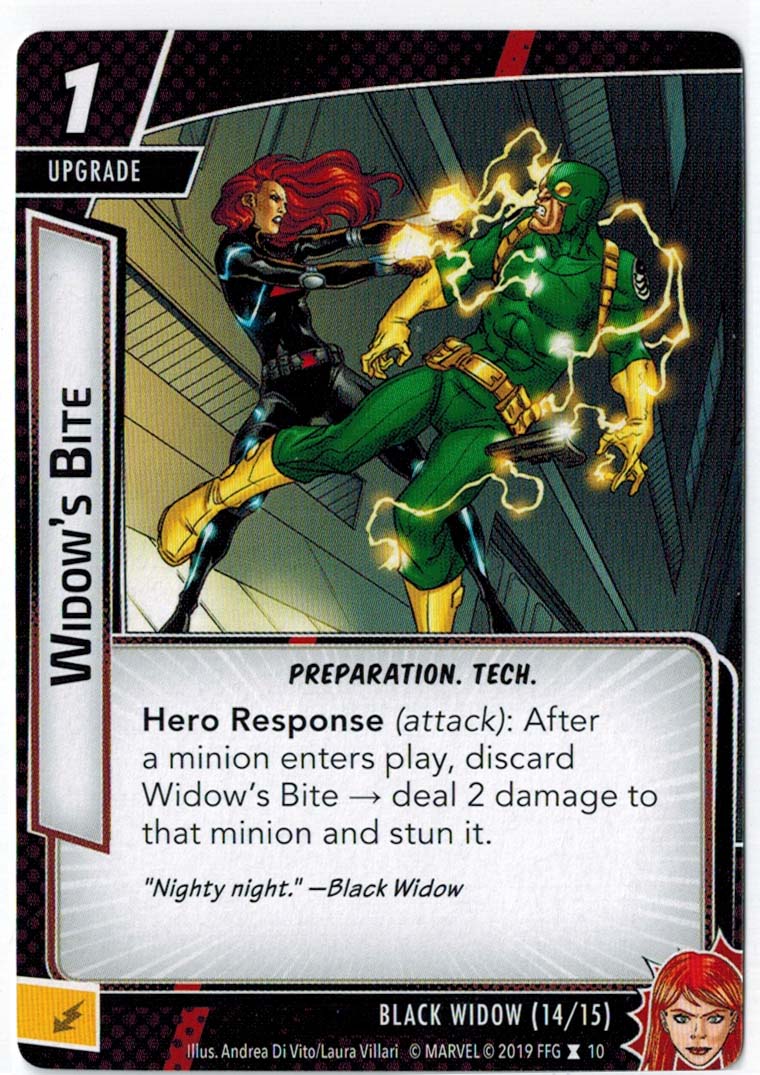 1
UPGRADE
WIDOW'S BITE
PREPARATION. TECH.
Hero Response (attack): After
a minion enters play, discard
Widow's Bite → deal 2 damage to
that minion and stun it.
"Nighty night." —Black Widow
BLACK WIDOW (14/15)
Illus. Andrea Di Vito/Laura Villari © MARVEL © 2019 FFG 10